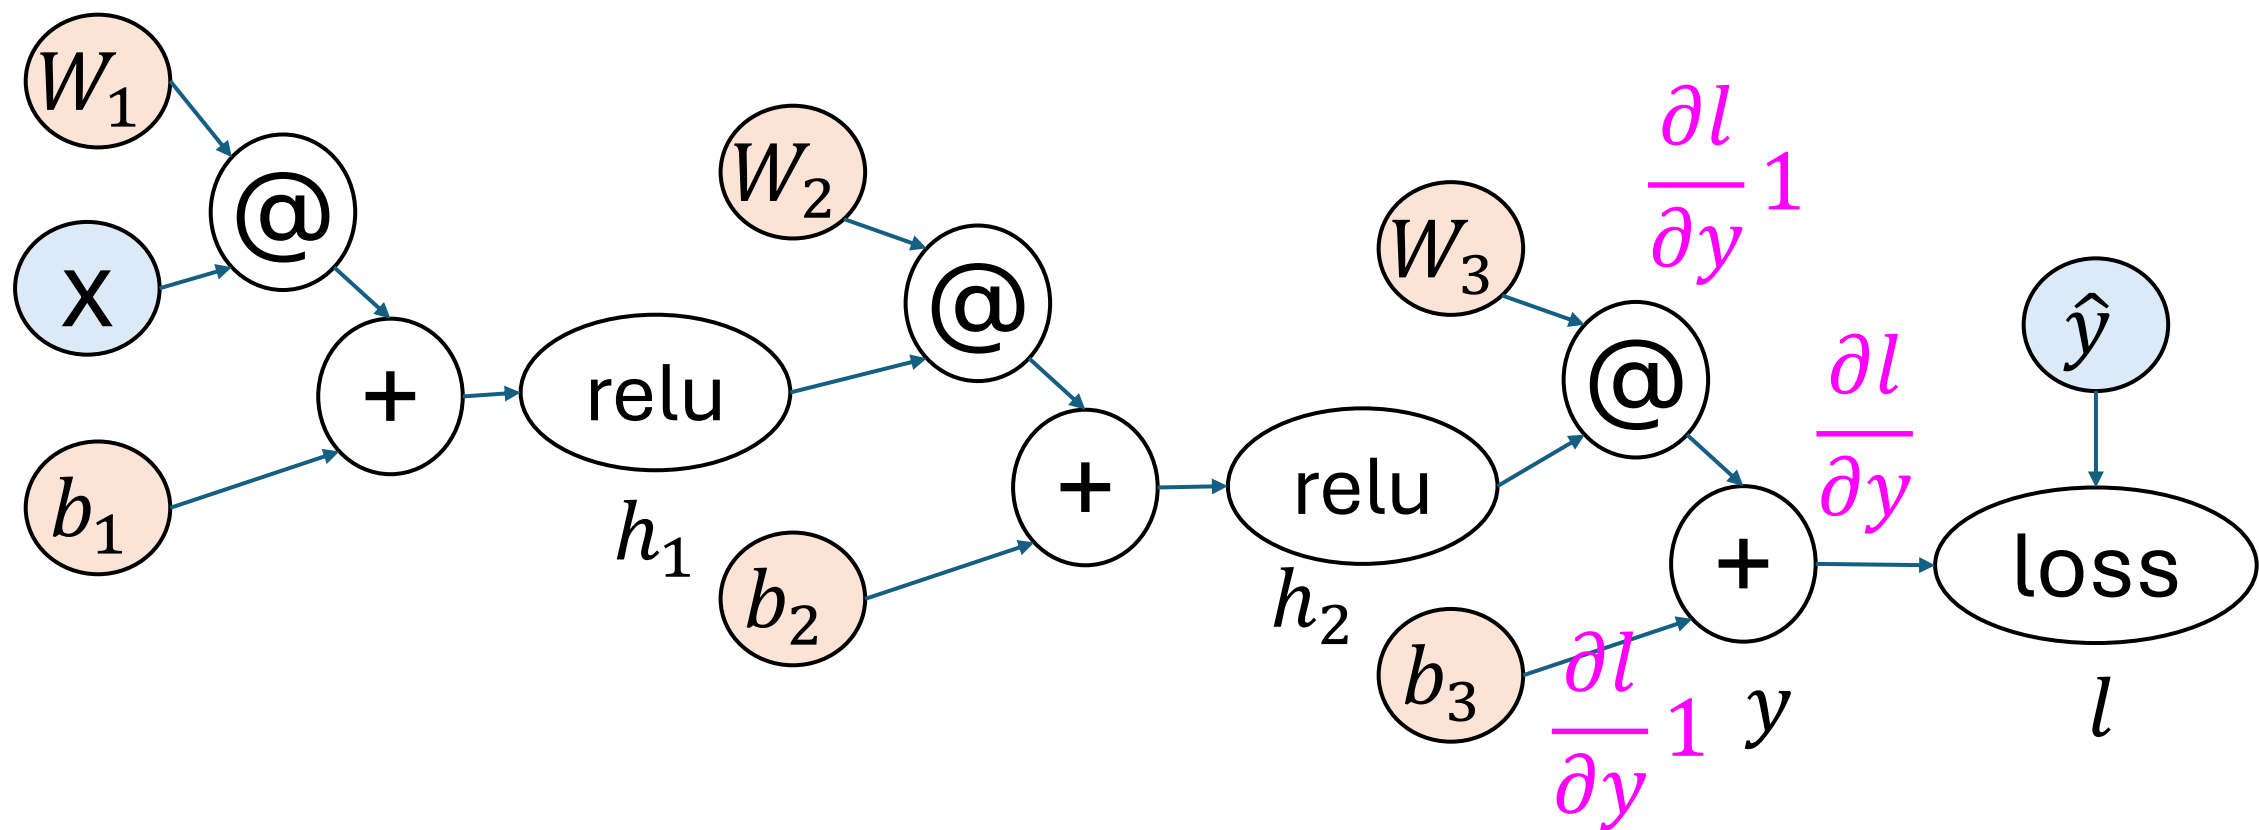 W₁
@
x
+
b₁
relu
h₁
W₂
@
+
b₂
relu
h₂
W₃
∂l/∂y 1
@
+
b₃
∂l/∂y 1
y
∂l/∂y
ŷ
loss
l